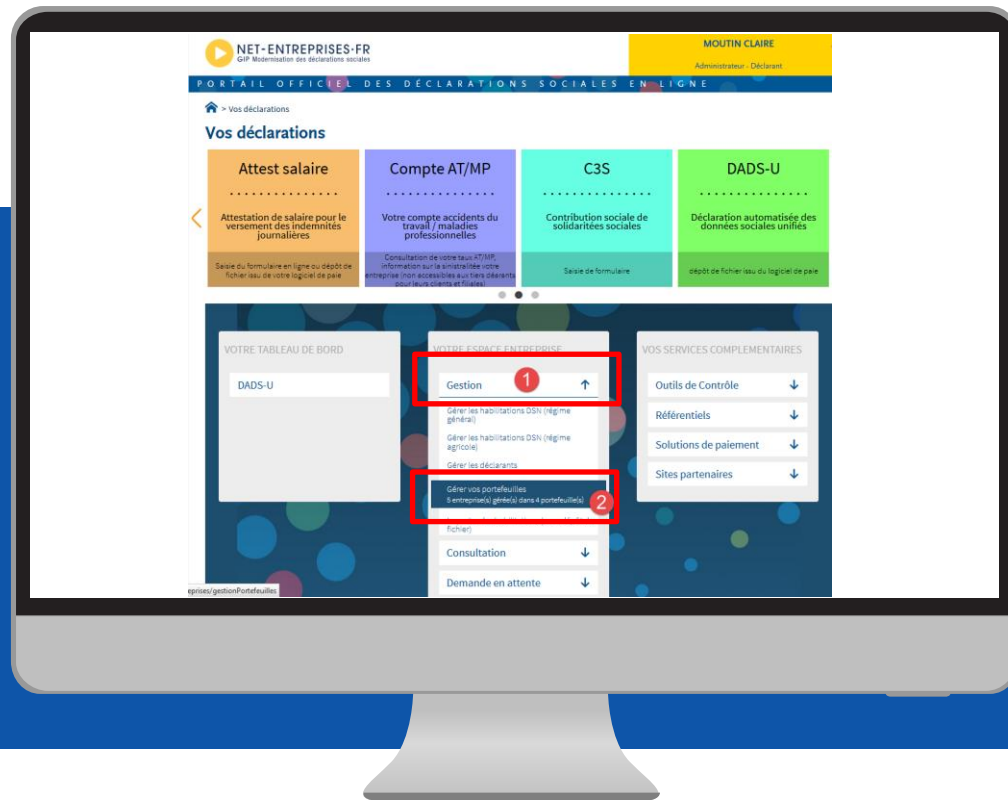 NET-ENTREPRISES-FR
GIP Modernisation des déclarations sociales
MOUTIN CLAIRE
Administrateur - Déclarant
PORTAIL OFFICIEL DES DÉCLARATIONS SOCIALES EN LIGNE
> Vos déclarations
Vos déclarations
Attest salaire
Attestation de salaire pour le
versement des indemnités
journalières
Saisie du formulaire en ligne ou dépôt de
fichier issu de votre logiciel de paie
Compte AT/MP
Votre compte accidents du
travail / maladies
professionnelles
Consultation de votre taux AT/MP,
information sur la sinistralité votre
entreprise (non accessibles aux tiers déclarants
pour leurs clients et filiales)
C3S
Contribution sociale de
solidaritées sociales
Saisie de formulaire
DADS-U
Déclaration automatisée des
données sociales unifiés
dépôt de fichier issu du logiciel de paie
VOTRE TABLEAU DE BORD
DADS-U
VOTRE ESPACE ENTREPRISE
Gestion
1
Gérer les habilitations DSN (régime
général)
Gérer les habilitations DSN (régime
agricole)
Gérer les déclarants
Gérer vos portefeuilles
5 entreprise(s) gérée(s) dans 4 portefeuille(s)
2
fichier)
Consultation
Demande en attente
VOS SERVICES COMPLEMENTAIRES
Outils de Contrôle
Référentiels
Solutions de paiement
Sites partenaires
eprises/gestionPortefeuilles